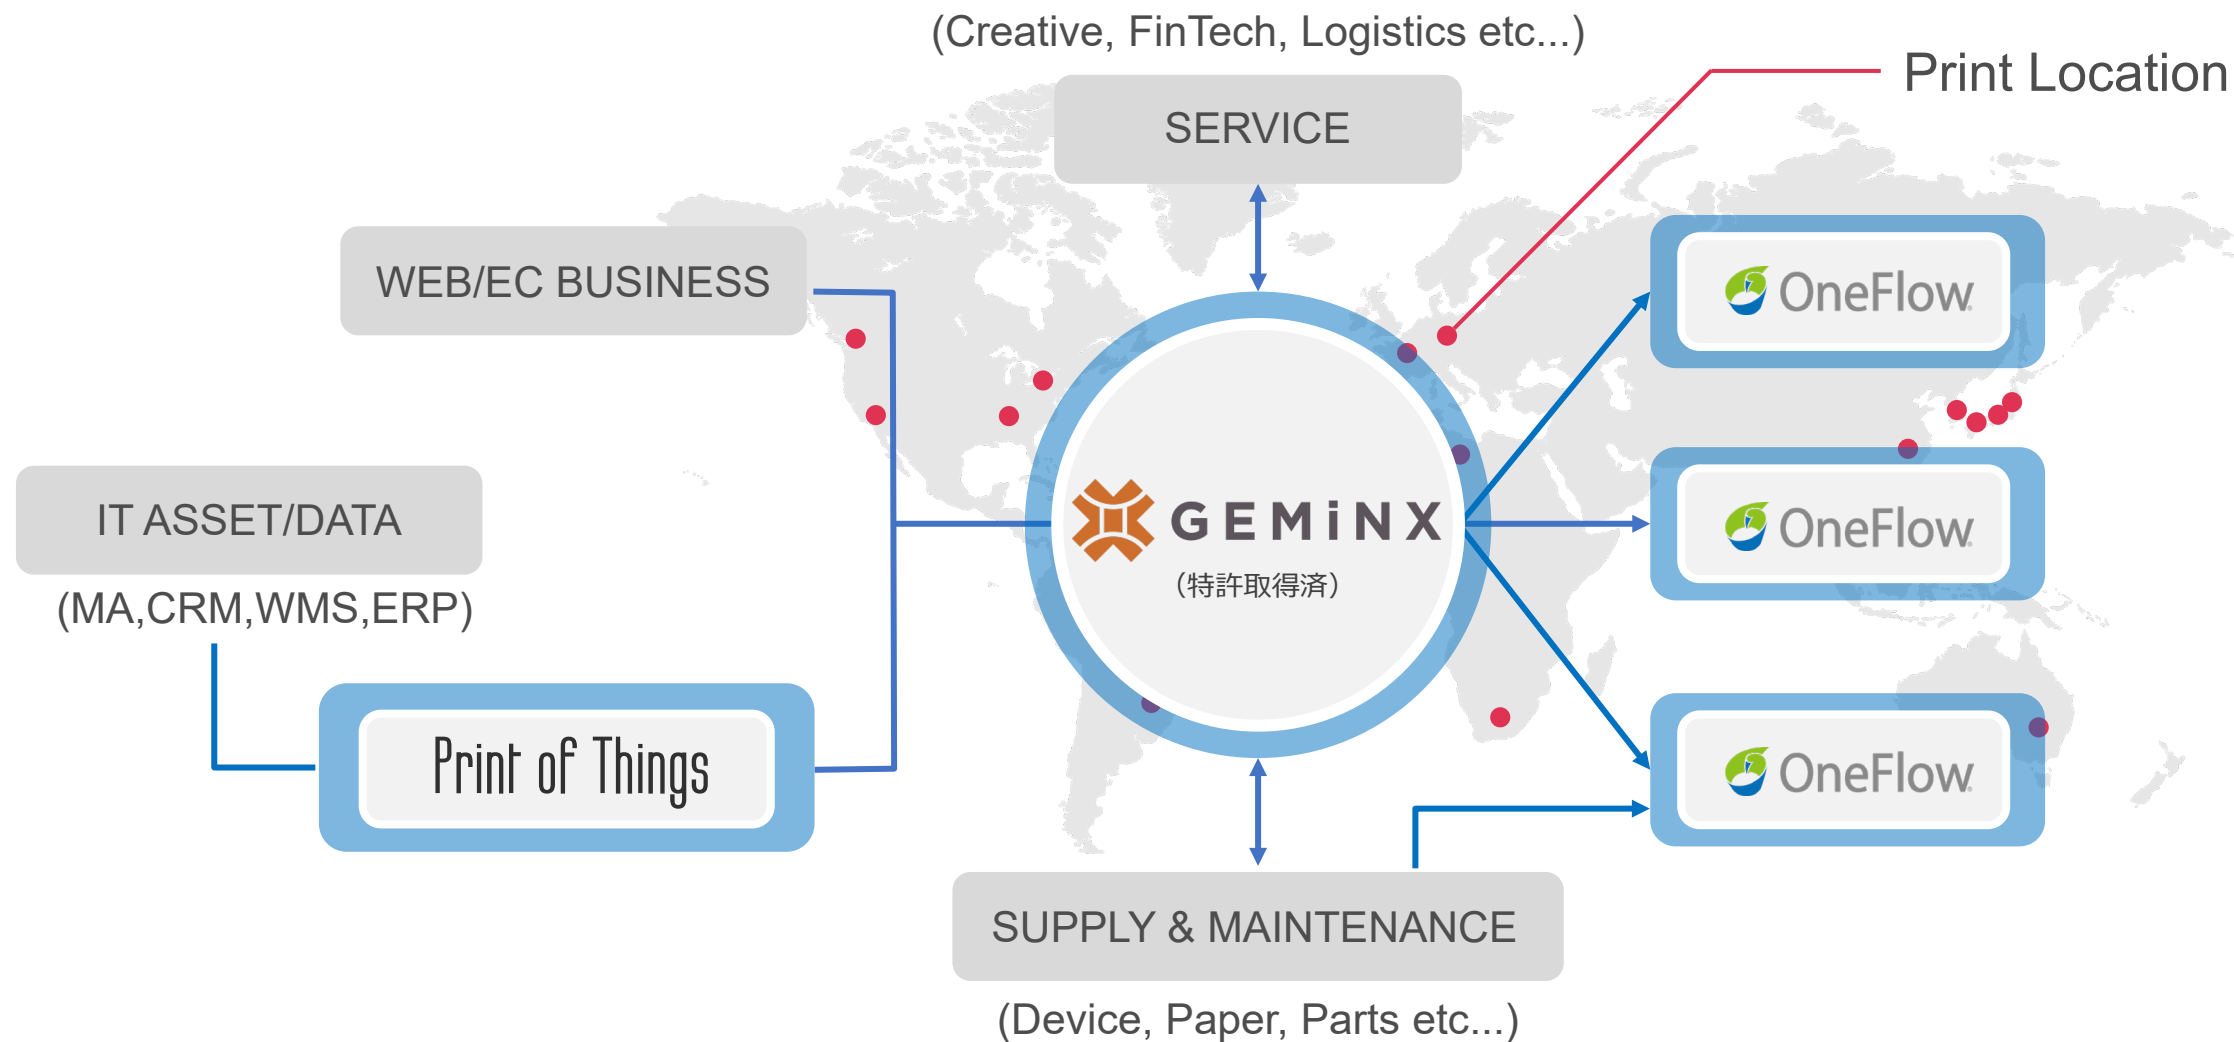 (Creative, FinTech, Logistics etc...)
Print Location
SERVICE
WEB/EC BUSINESS
OneFlow
IT ASSET/DATA
(MA,CRM,WMS,ERP)
GEMiNX
（特許取得済）
OneFlow
Print of Things
OneFlow
SUPPLY & MAINTENANCE
(Device, Paper, Parts etc...)